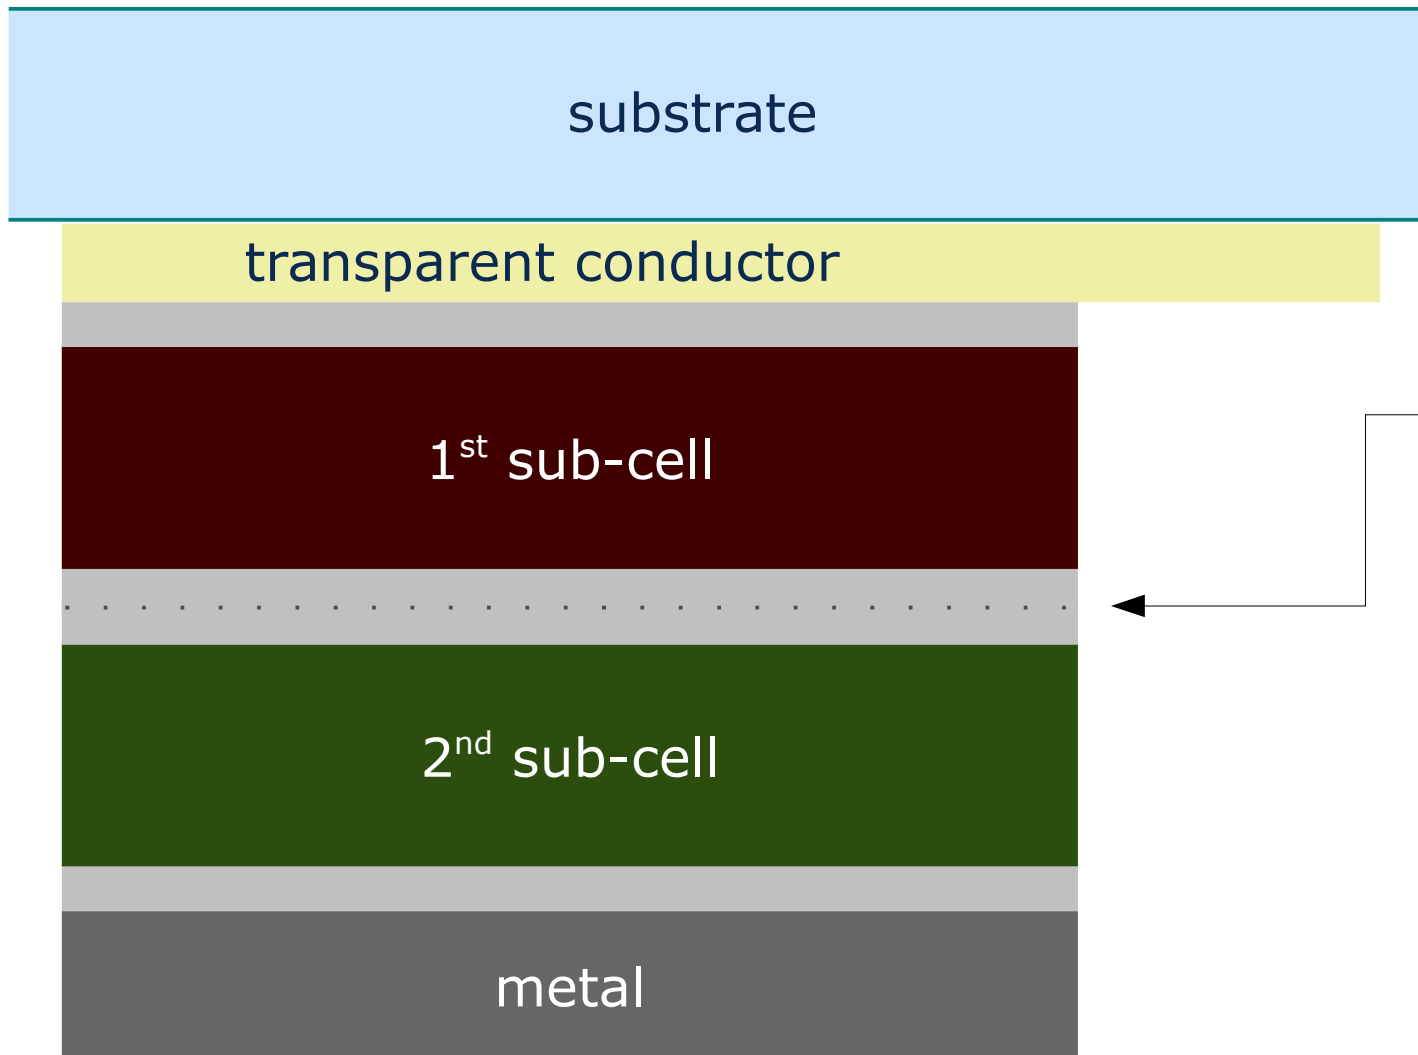 substrate
transparent conductor
1st sub-cell
2nd sub-cell
metal